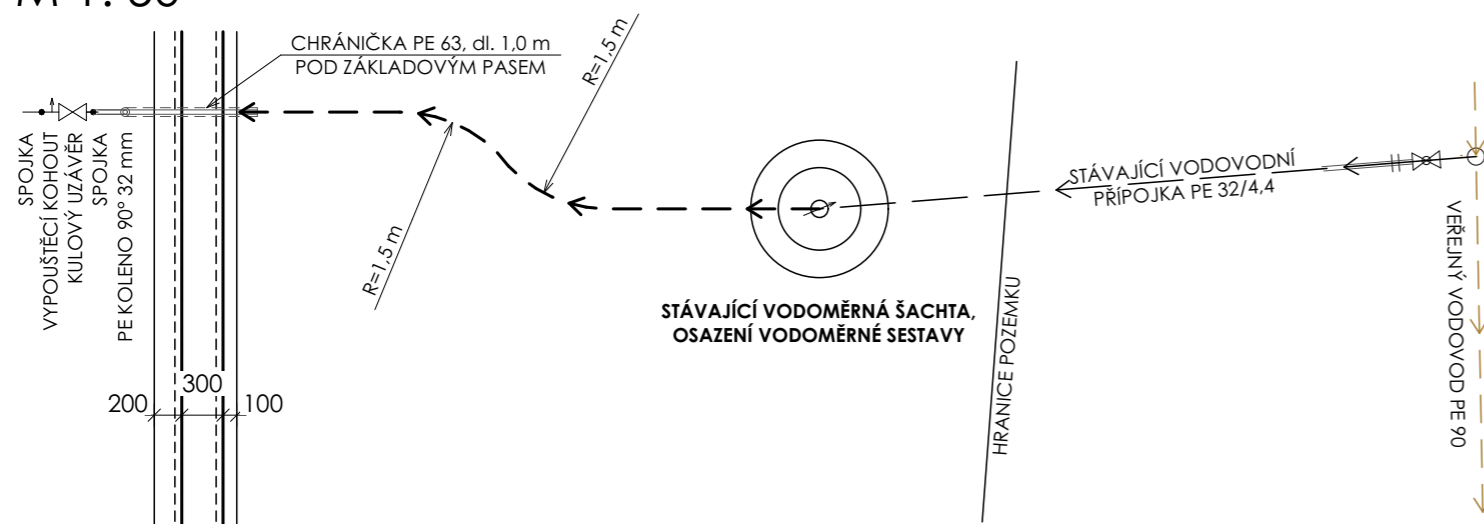 CHRÁNIČKA PE 63, dl. 1,0 m
POD ZÁKLADOVÝM PASEM
R=1,5 m
SPOJKA
VYPOUŠTĚCÍ KOHOUT
KULOVÝ UZÁVĚR
SPOJKA
PE KOLENO 90° 32 mm
R=1,5 m
STÁVAJÍCÍ VODOVODNÍ
PŘÍPOJKA PE 32/4,4
STÁVAJÍCÍ VODOMĚRNÁ ŠACHTA,
OSAZENÍ VODOMĚRNÉ SESTAVY
HRANICE POZEMKU
VEŘEJNÝ VODOVOD PE 90
200
300
100